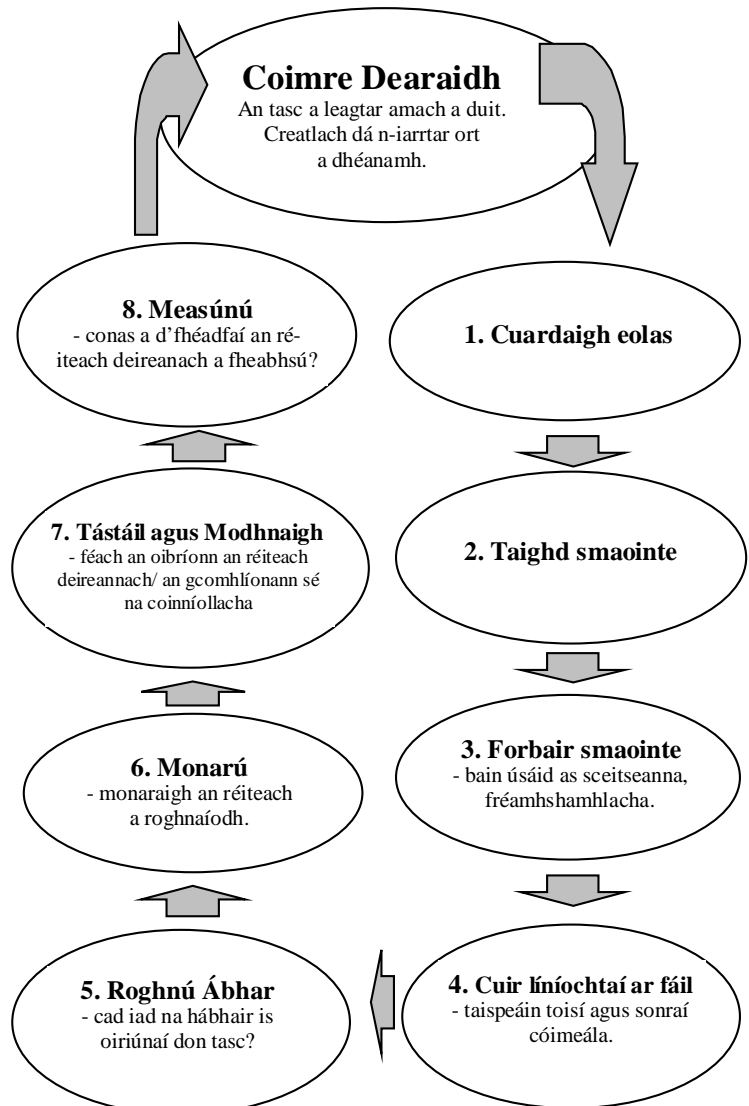 Coimre Dearaidh
An tasc a leagtar amach a duit.
Creatlach dá n-iarrtar ort
a dhéanamh.
1. Cuardaigh eolas
2. Taighd smaointe
3. Forbair smaointe
- bain úsáid as sceitseanna,
fréamhshamhlacha.
4. Cuir líníochtaí ar fáil
- taispeáin toisí agus sonraí
cóimeála.
5. Roghnú Ábhar
- cad iad na hábhair is
oiriúnaí don tasc?
6. Monarú
- monaraigh an réiteach
a roghnaíodh.
7. Tástáil agus Modhnaigh
- féach an oibríonn an réiteach
deireannach/ an gcomhlíonann sé
na coinníollacha
8. Measúnú
- conas a d'fhéadfaí an ré-
iteach deireanach a fheabhsú?